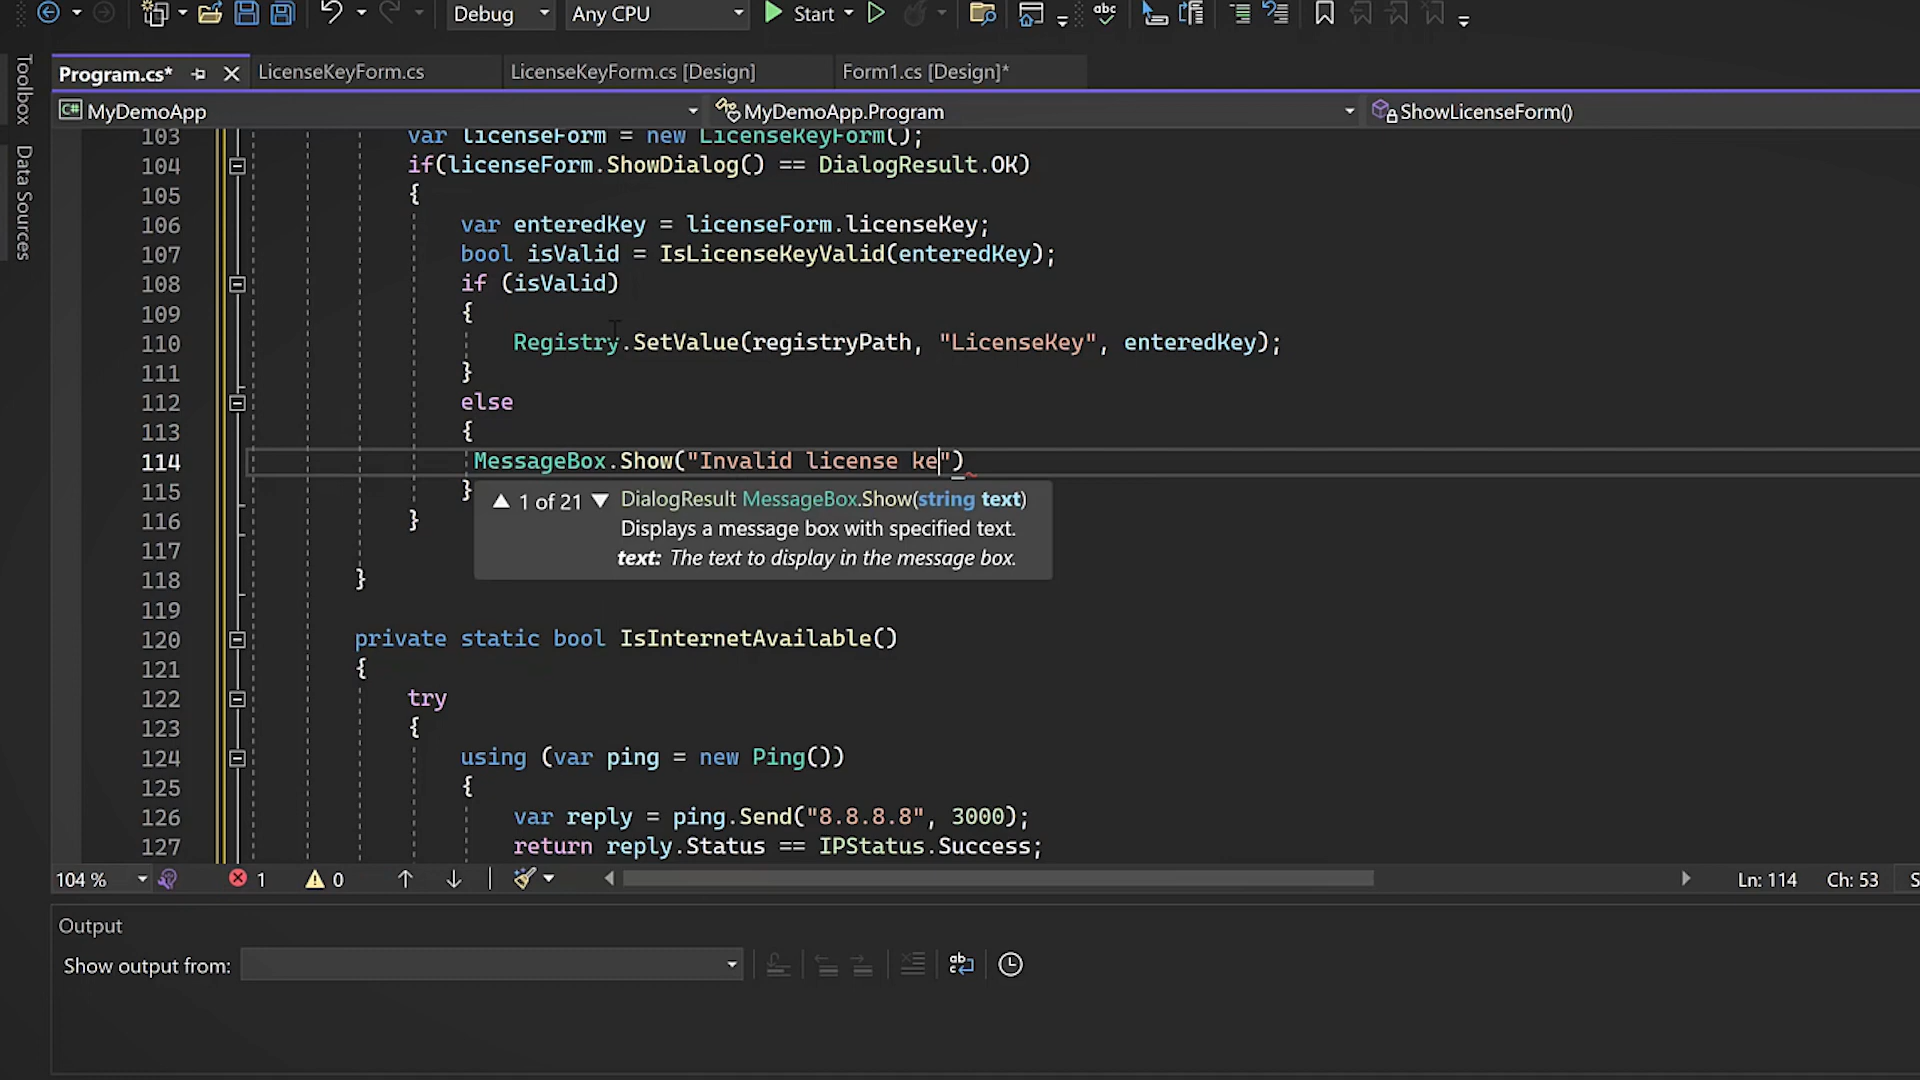 Debug
Any CPU
Start
abc
Toolbox
Data Sources
Program.cs*
LicenseKeyForm.cs
LicenseKeyForm.cs [Design]
Form1.cs [Design]*
C# MyDemoApp
MyDemoApp.Program
ShowLicenseForm()
103 var licenseForm = new LicenseKeyForm();
104 if(licenseForm.ShowDialog() == DialogResult.OK)
105 {
106 var enteredKey = licenseForm.licenseKey;
107 bool isValid = IsLicenseKeyValid(enteredKey);
108 if (isValid)
109 {
110 Registry.SetValue(registryPath, "LicenseKey", enteredKey);
111 }
112 else
113 {
114 MessageBox.Show("Invalid license ke")
115 }
▲ 1 of 21 ▼ DialogResult MessageBox.Show(string text)
Displays a message box with specified text.
text: The text to display in the message box.
116 }
117
118 }
119
120 private static bool IsInternetAvailable()
121 {
122 try
123 {
124 using (var ping = new Ping())
125 {
126 var reply = ping.Send("8.8.8.8", 3000);
127 return reply.Status == IPStatus.Success;
104 %
1
0
Ln: 114
Ch: 53
S
Output
Show output from: